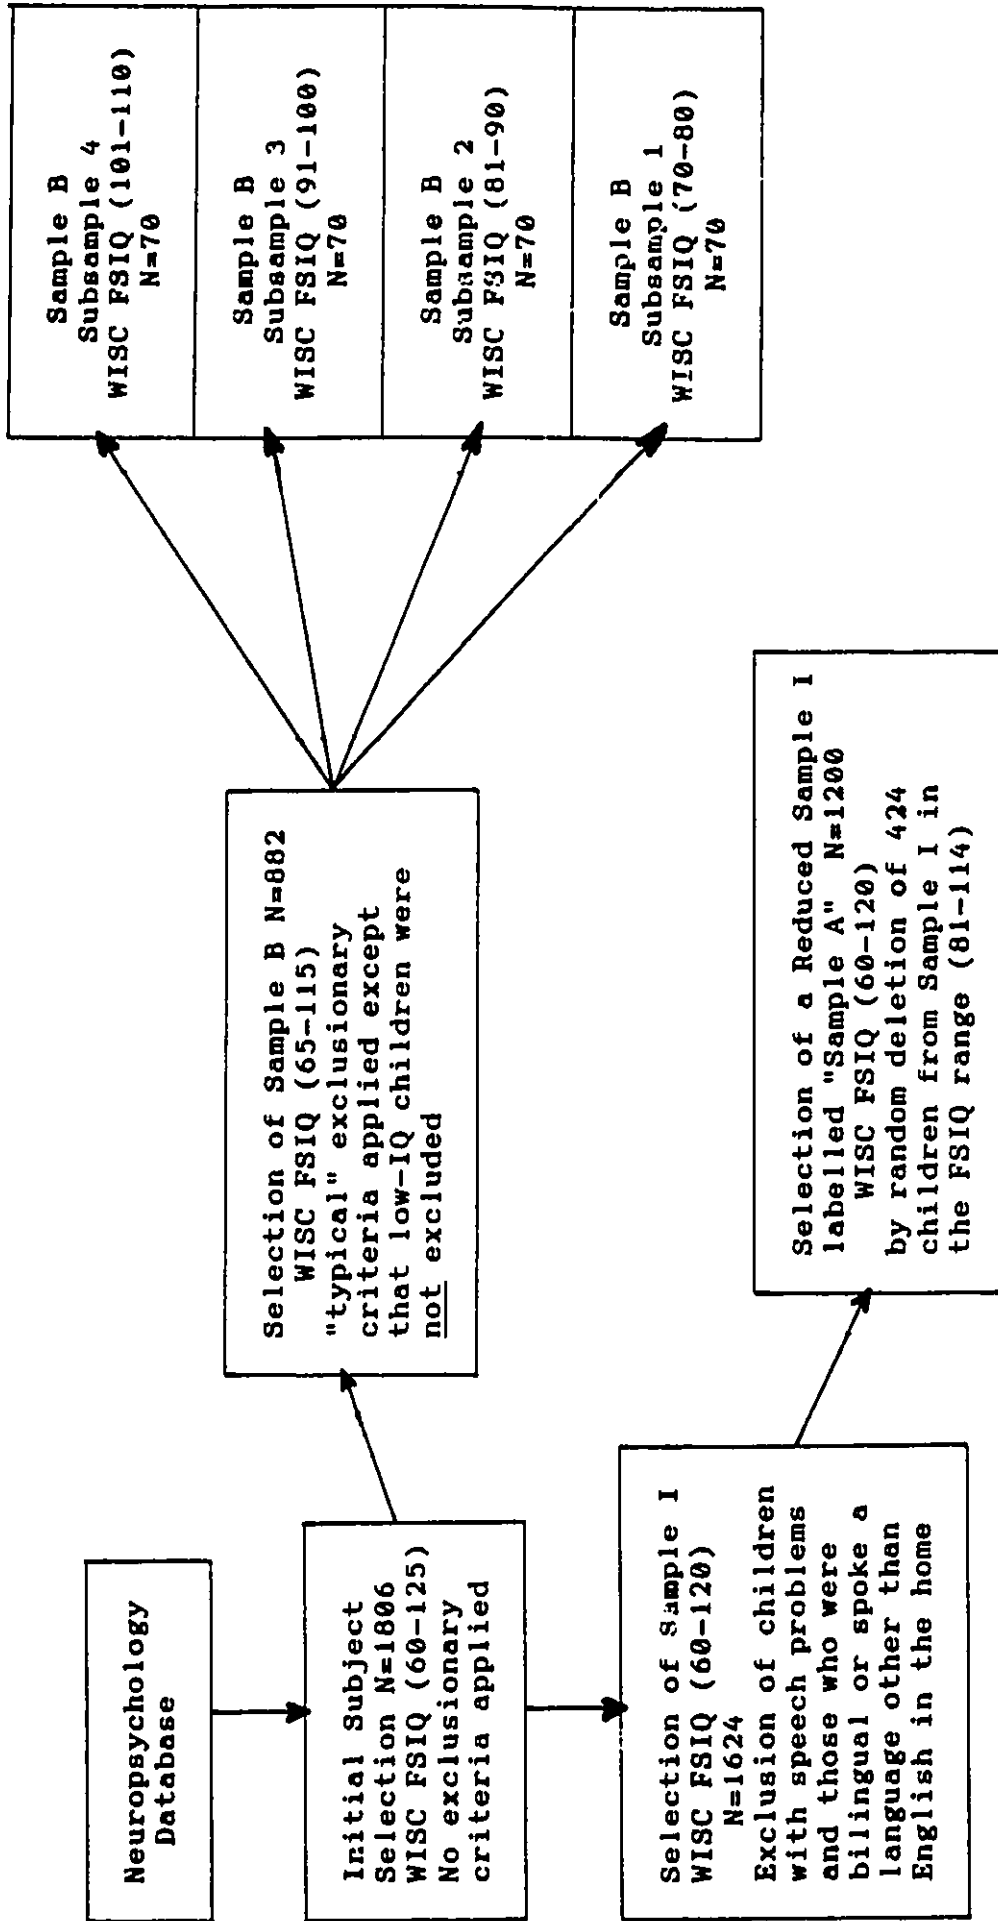 Neuropsychology
Database
Initial Subject
Selection N=1806
WISC FSIQ (60-125)
No exclusionary
criteria applied
Selection of Sample I
WISC FSIQ (60-120)
N=1624
Exclusion of children
with speech problems
and those who were
bilingual or spoke a
language other than
English in the home
Selection of Sample B N=882
WISC FSIQ (65-115)
"typical" exclusionary
criteria applied except
that low-IQ children were
not excluded
Selection of a Reduced Sample I
labelled "Sample A" N=1200
WISC FSIQ (60-120)
by random deletion of 424
children from Sample I in
the FSIQ range (81-114)
Sample B
Subsample 4
WISC FSIQ (101-110)
N=70
Sample B
Subsample 3
WISC FSIQ (91-100)
N=70
Sample B
Subsample 2
WISC FSIQ (81-90)
N=70
Sample B
Subsample 1
WISC FSIQ (70-80)
N=70